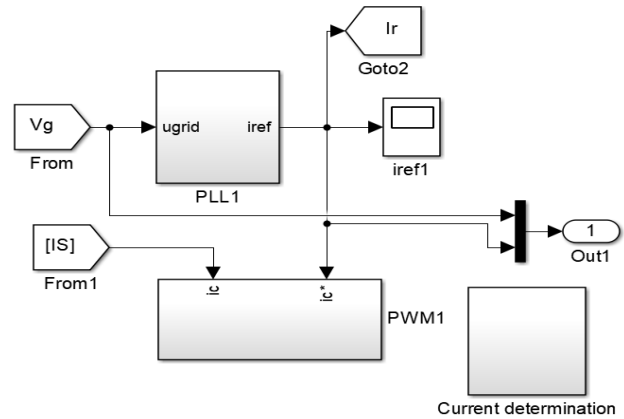 Ir
Goto2
Vg
From
ugrid
iref
PLL1
iref1
[IS]
From1
ic
ic*
PWM1
1
Out1
Current determination